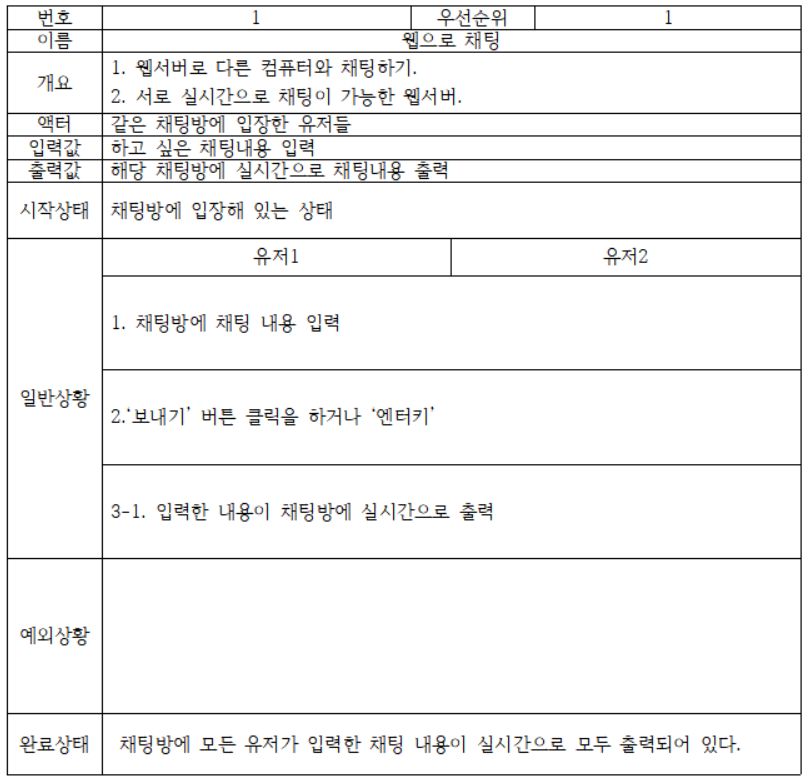 번호 1 우선순위 1
이름 웹으로 채팅
개요 1. 웹서버로 다른 컴퓨터와 채팅하기.
2. 서로 실시간으로 채팅이 가능한 웹서버.
액터 같은 채팅방에 입장한 유저들
입력값 하고 싶은 채팅내용 입력
출력값 해당 채팅방에 실시간으로 채팅내용 출력
시작상태 채팅방에 입장해 있는 상태
일반상황 유저1 유저2
1. 채팅방에 채팅 내용 입력
2.‘보내기’ 버튼 클릭을 하거나 ‘엔터키’
3-1. 입력한 내용이 채팅방에 실시간으로 출력
예외상황
완료상태 채팅방에 모든 유저가 입력한 채팅 내용이 실시간으로 모두 출력되어 있다.